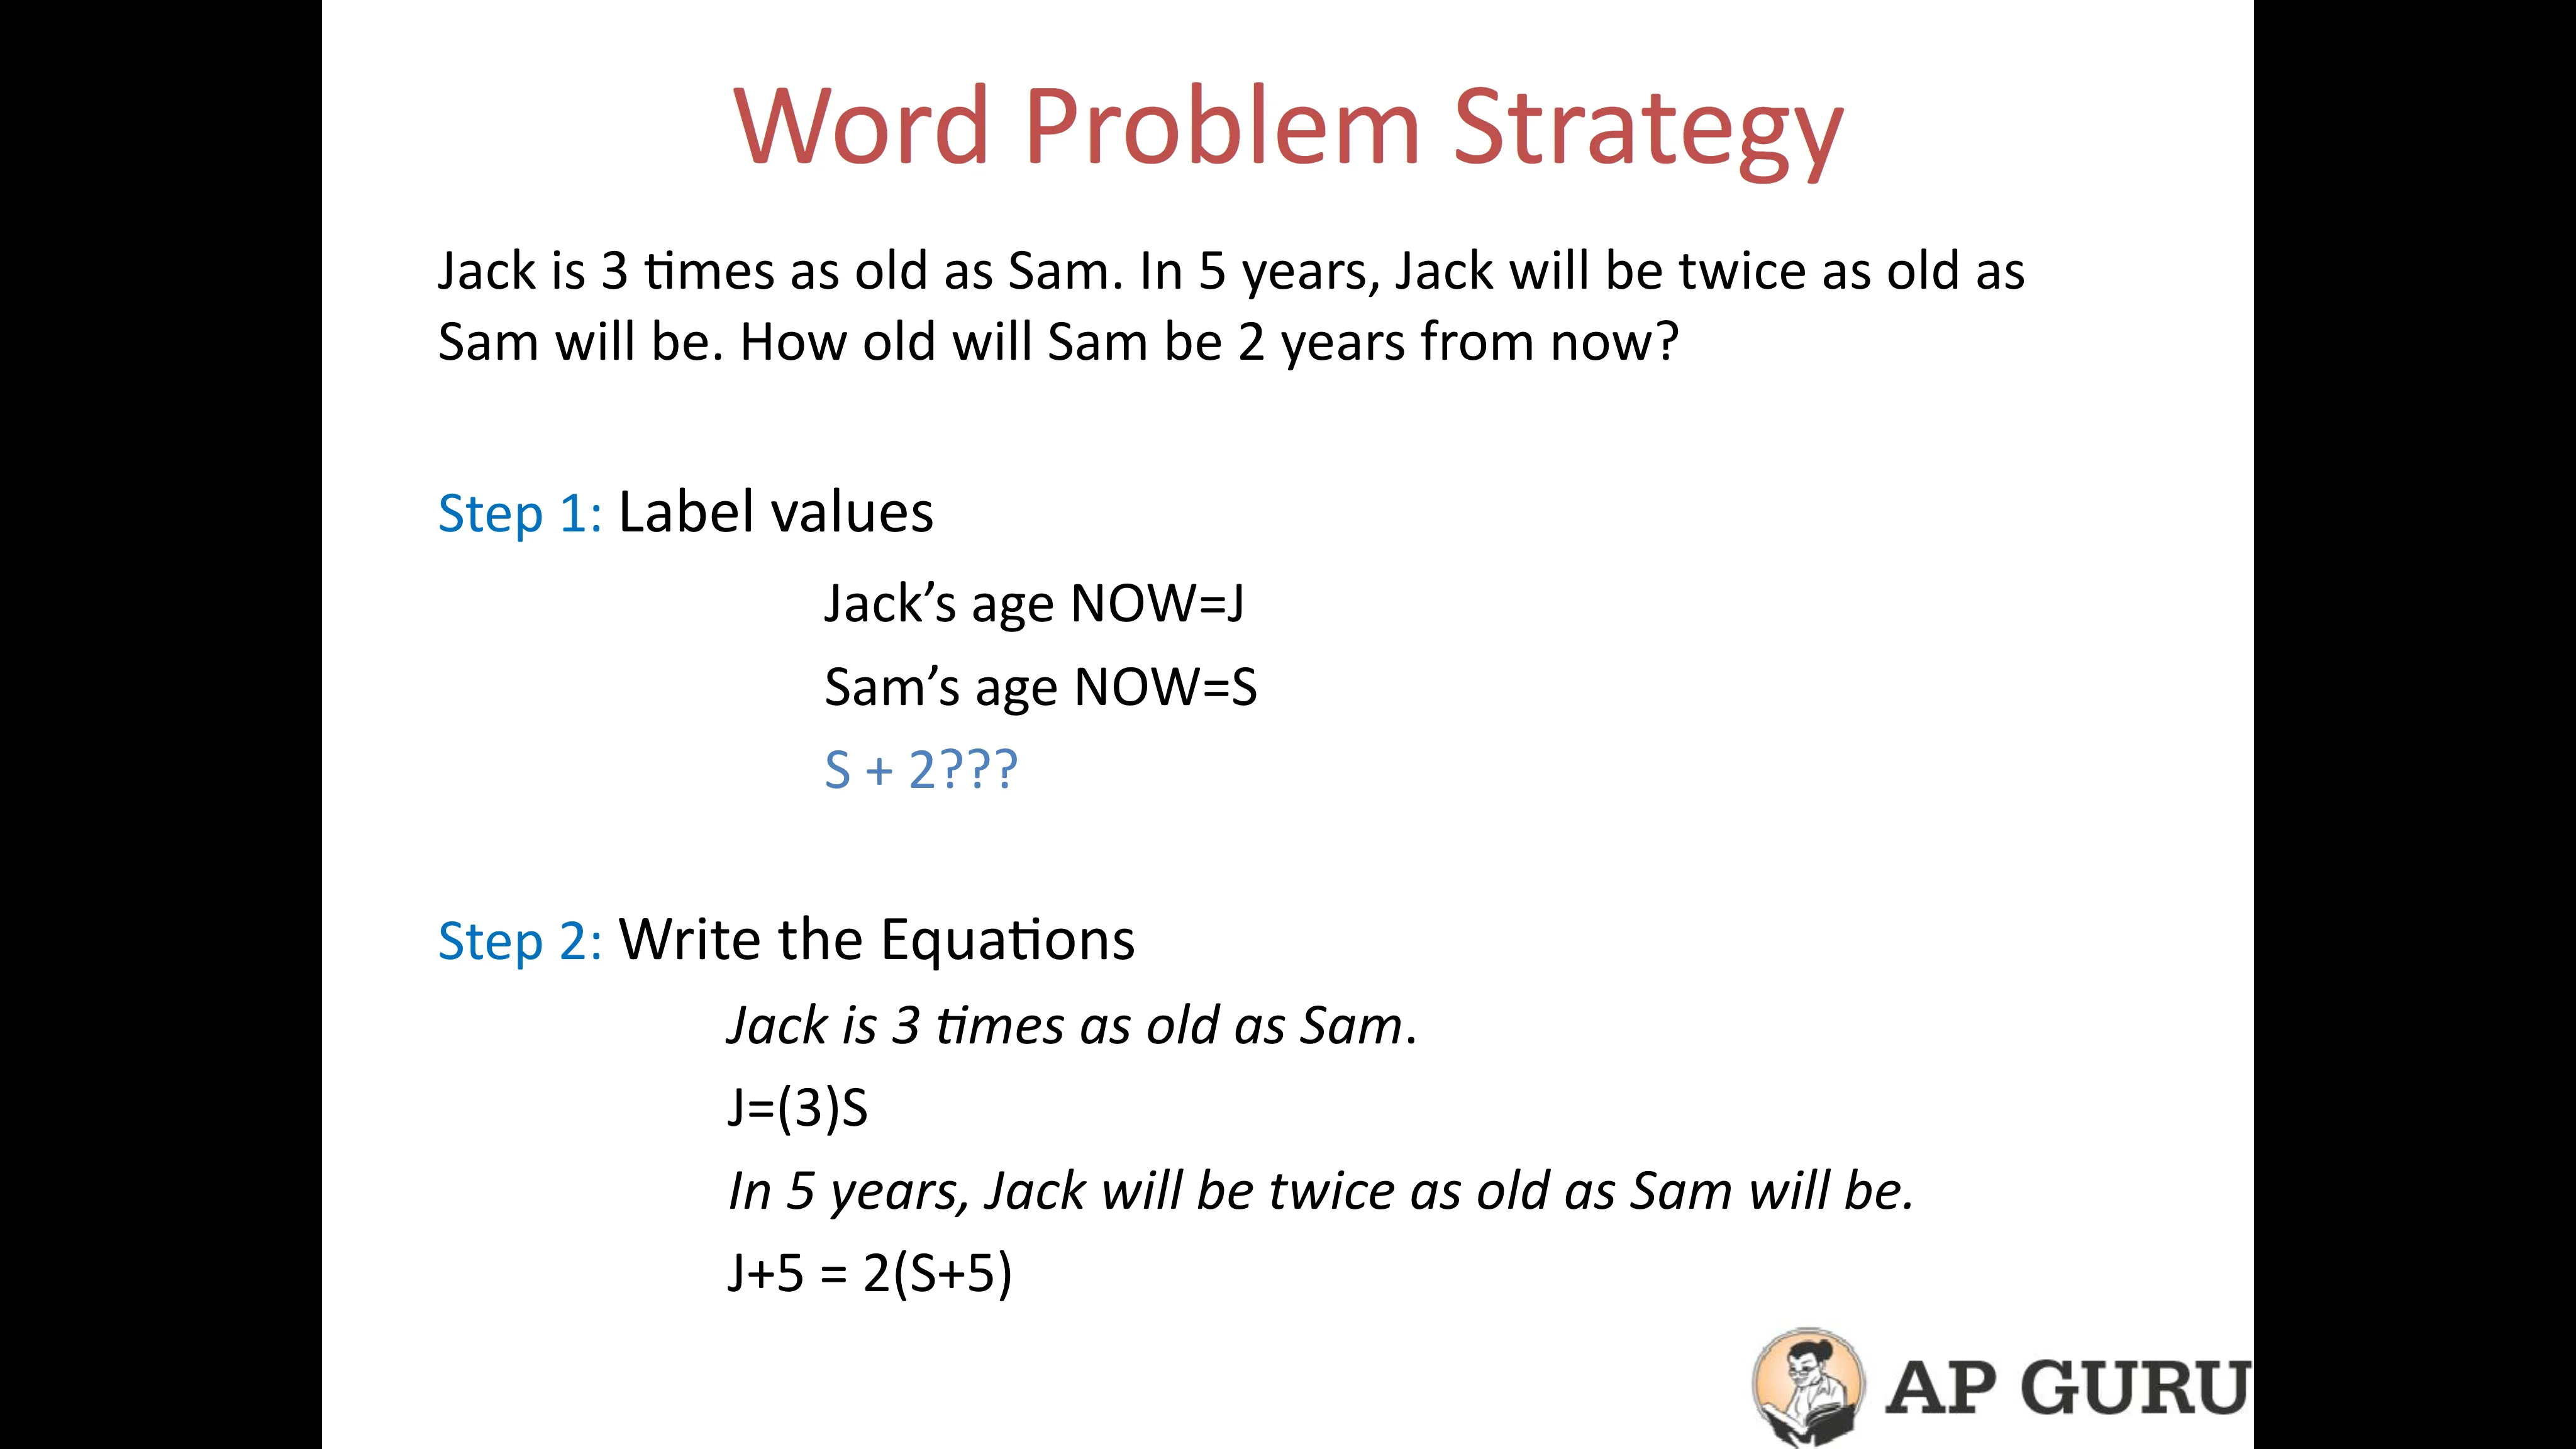 Word Problem Strategy
Jack is 3 times as old as Sam. In 5 years, Jack will be twice as old as
Sam will be. How old will Sam be 2 years from now?
Step 1: Label values
Jack’s age NOW=J
Sam’s age NOW=S
S + 2???
Step 2: Write the Equations
Jack is 3 times as old as Sam.
J=(3)S
In 5 years, Jack will be twice as old as Sam will be.
J+5 = 2(S+5)
AP GURU